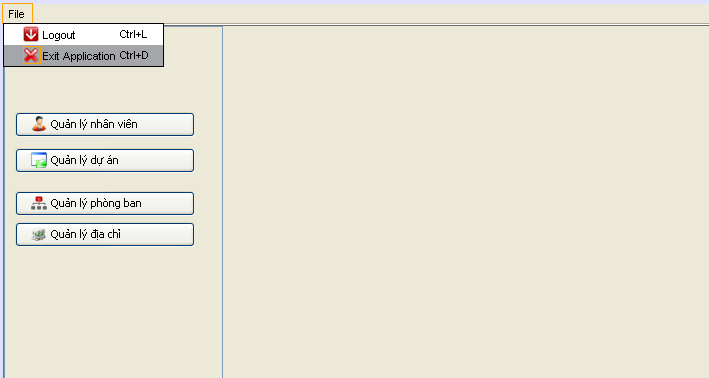 File
Logout Ctrl+L
Exit Application Ctrl+D
Quản lý nhân viên
Quản lý dự án
Quản lý phòng ban
Quản lý địa chỉ